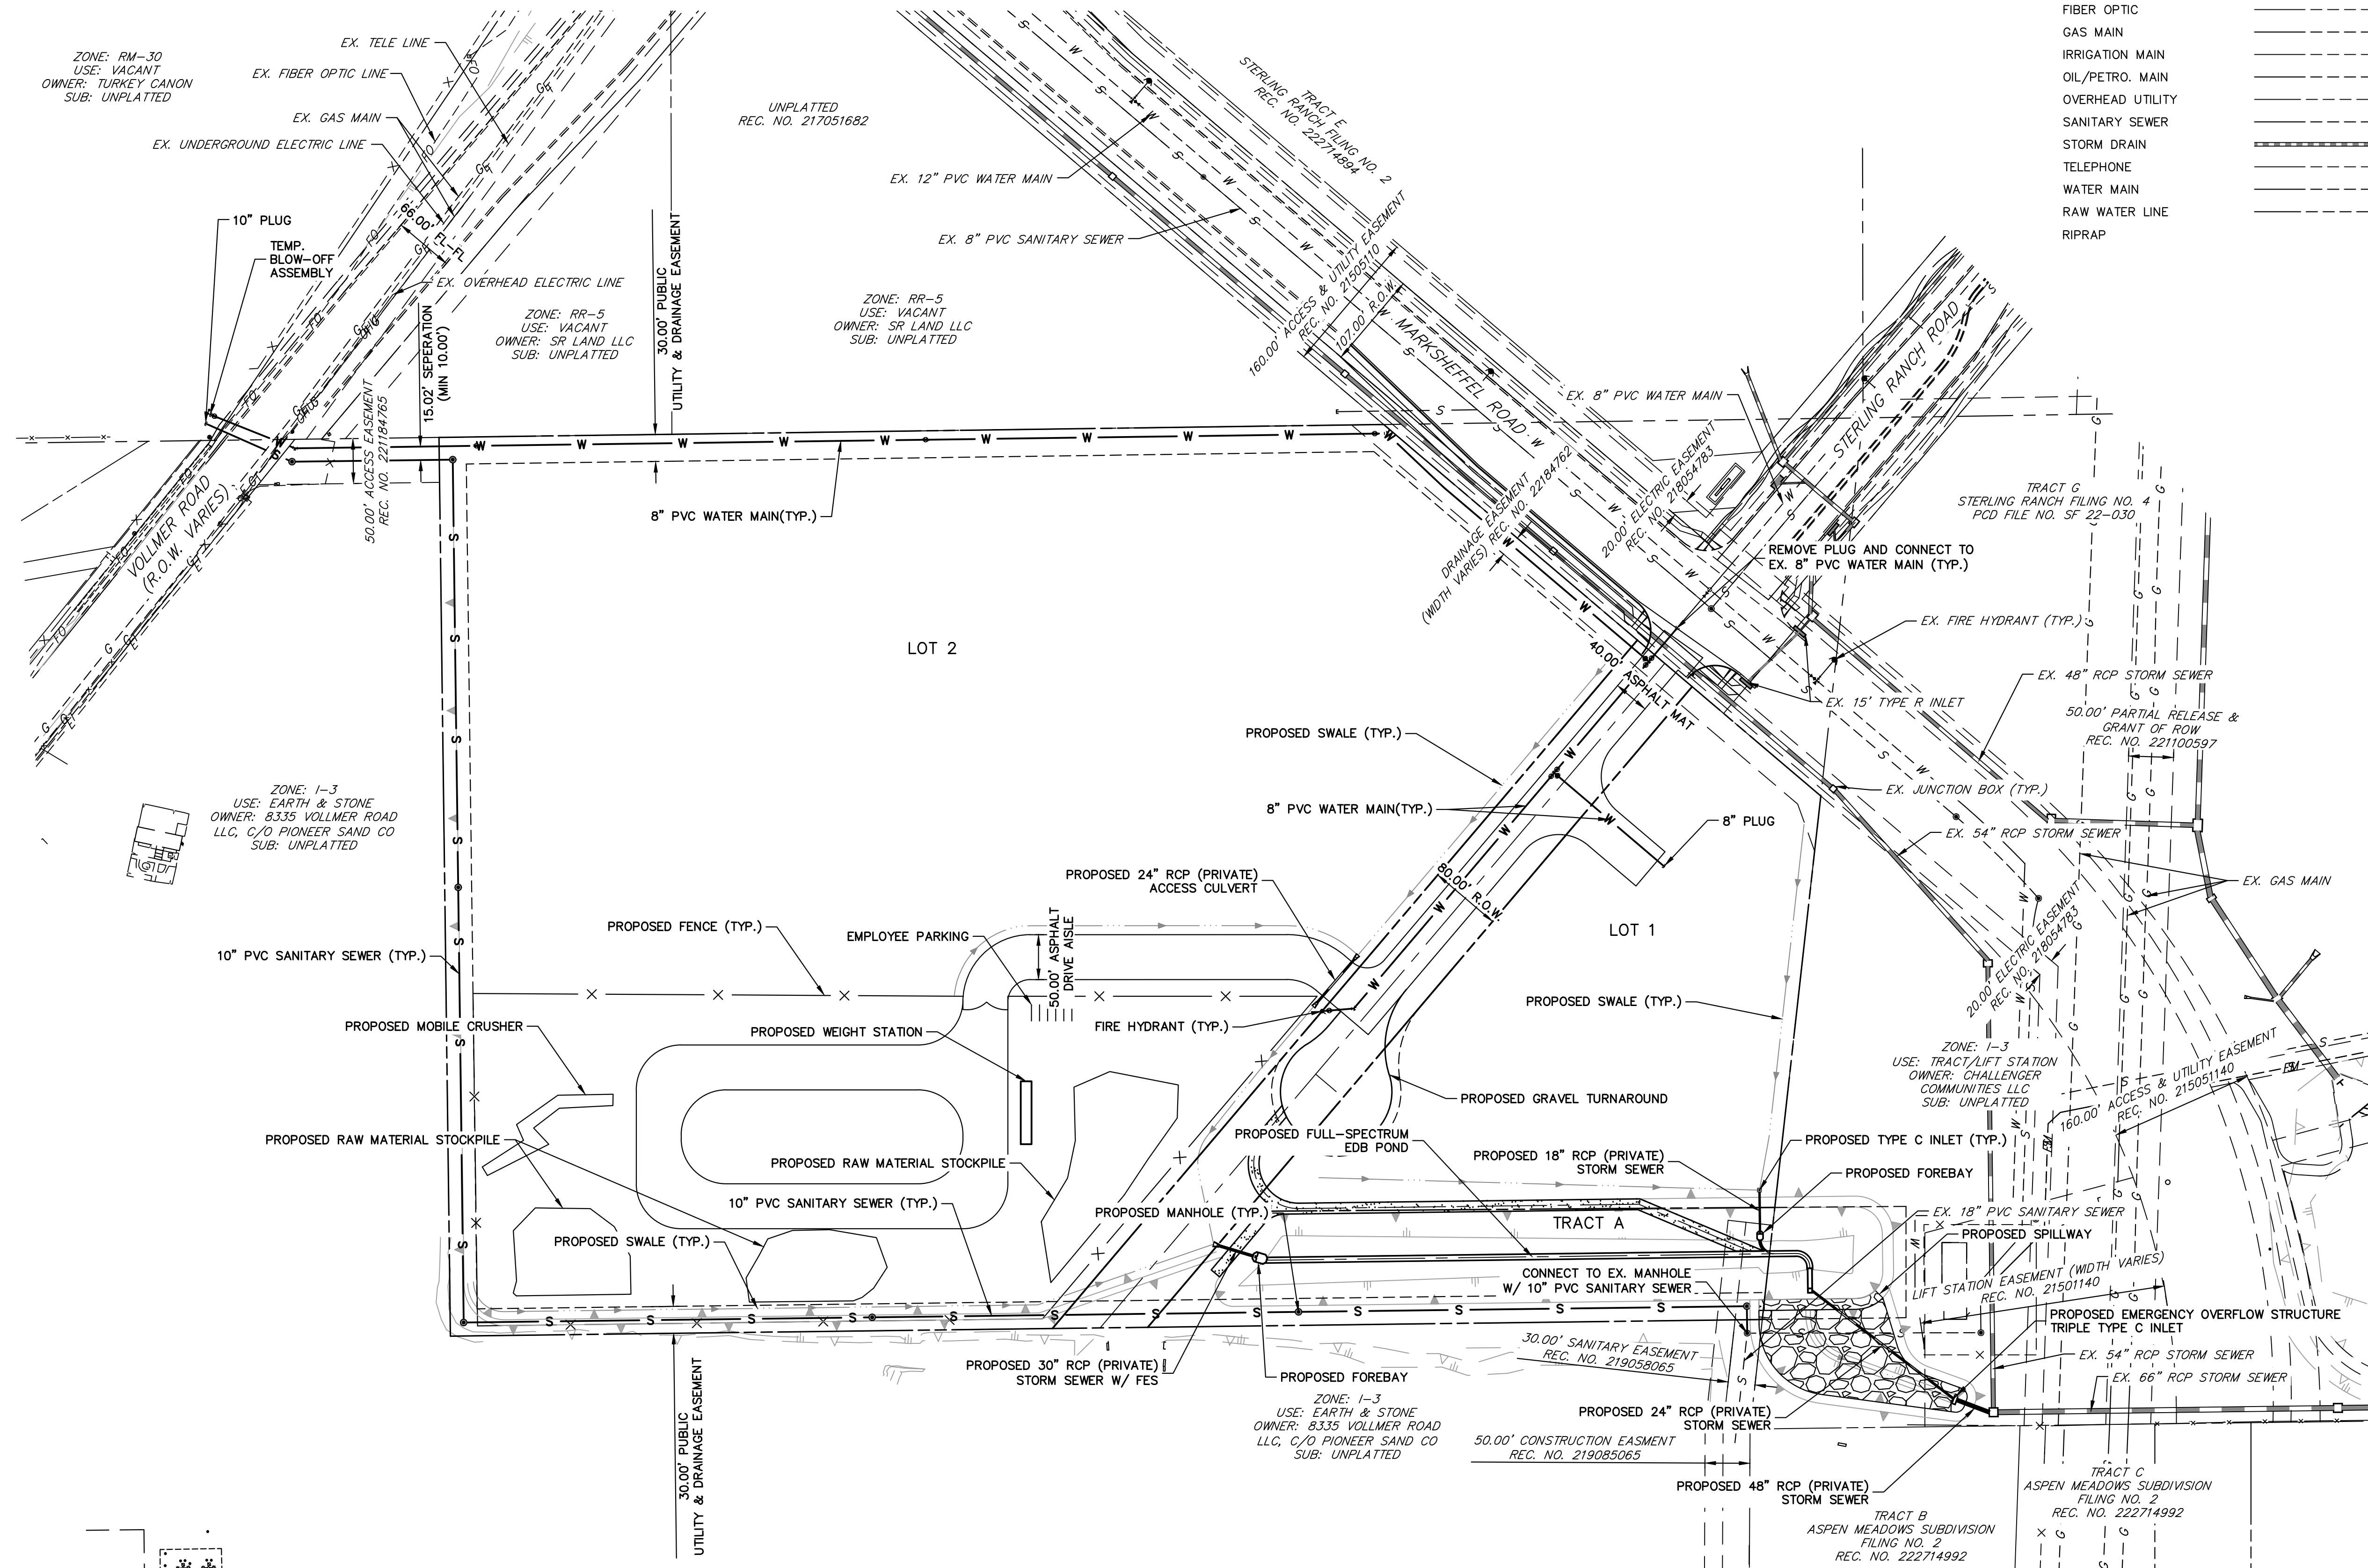 FIBER OPTIC
GAS MAIN
IRRIGATION MAIN
OIL/PETRO. MAIN
OVERHEAD UTILITY
SANITARY SEWER
STORM DRAIN
TELEPHONE
WATER MAIN
RAW WATER LINE
RIPRAP
ZONE: RM-30
USE: VACANT
OWNER: TURKEY CANON
SUB: UNPLATTED
EX. TELE LINE
EX. FIBER OPTIC LINE
EX. GAS MAIN
EX. UNDERGROUND ELECTRIC LINE
10" PLUG
TEMP.
BLOW-OFF
ASSEMBLY
66.00' FL-FL
EX. OVERHEAD ELECTRIC LINE
UNPLATTED
REC. NO. 217051682
ZONE: RR-5
USE: VACANT
OWNER: SR LAND LLC
SUB: UNPLATTED
ZONE: RR-5
USE: VACANT
OWNER: SR LAND LLC
SUB: UNPLATTED
15.02' SEPERATION
(MIN 10.00')
30.00' PUBLIC
UTILITY & DRAINAGE EASEMENT
50.00' ACCESS EASEMENT
REC. NO. 221184765
VOLLMER ROAD
(R.O.W. VARIES)
EX. 12" PVC WATER MAIN
EX. 8" PVC SANITARY SEWER
TRACT E
STERLING RANCH FILING NO. 2
REC. NO. 222714894
160.00' ACCESS & UTILITY EASEMENT
REC. NO. 21505110
107.00' R.O.W.
MARKSHEFFEL ROAD
STERLING RANCH ROAD
EX. 8" PVC WATER MAIN
20.00' ELECTRIC EASEMENT
REC. NO. 218054783
DRAINAGE EASEMENT
(WIDTH VARIES) REC. NO. 22184762
TRACT G
STERLING RANCH FILING NO. 4
PCD FILE NO. SF 22-030
REMOVE PLUG AND CONNECT TO
EX. 8" PVC WATER MAIN (TYP.)
8" PVC WATER MAIN(TYP.)
LOT 2
EX. FIRE HYDRANT (TYP.)
EX. 48" RCP STORM SEWER
EX. 15' TYPE R INLET
50.00' PARTIAL RELEASE &
GRANT OF ROW
REC. NO. 221100597
40.00' ASPHALT MAT
PROPOSED SWALE (TYP.)
8" PVC WATER MAIN(TYP.)
8" PLUG
EX. JUNCTION BOX (TYP.)
EX. 54" RCP STORM SEWER
EX. GAS MAIN
ZONE: I-3
USE: EARTH & STONE
OWNER: 8335 VOLLMER ROAD
LLC, C/O PIONEER SAND CO
SUB: UNPLATTED
PROPOSED 24" RCP (PRIVATE)
ACCESS CULVERT
80.00' R.O.W.
LOT 1
PROPOSED FENCE (TYP.)
EMPLOYEE PARKING
50.00' ASPHALT
DRIVE AISLE
10" PVC SANITARY SEWER (TYP.)
20.00' ELECTRIC EASEMENT
REC. NO. 218054783
PROPOSED SWALE (TYP.)
PROPOSED MOBILE CRUSHER
PROPOSED WEIGHT STATION
FIRE HYDRANT (TYP.)
ZONE: I-3
USE: TRACT/LIFT STATION
OWNER: CHALLENGER
COMMUNITIES LLC
SUB: UNPLATTED
160.00' ACCESS & UTILITY EASEMENT
REC. NO. 215051140
PROPOSED GRAVEL TURNAROUND
PROPOSED RAW MATERIAL STOCKPILE
PROPOSED FULL-SPECTRUM
EDB POND
PROPOSED TYPE C INLET (TYP.)
PROPOSED 18" RCP (PRIVATE)
STORM SEWER
PROPOSED FOREBAY
PROPOSED RAW MATERIAL STOCKPILE
10" PVC SANITARY SEWER (TYP.)
PROPOSED MANHOLE (TYP.)
TRACT A
EX. 18" PVC SANITARY SEWER
PROPOSED SPILLWAY
PROPOSED SWALE (TYP.)
CONNECT TO EX. MANHOLE
W/ 10" PVC SANITARY SEWER
LIFT STATION EASEMENT (WIDTH VARIES)
REC. NO. 21501140
PROPOSED EMERGENCY OVERFLOW STRUCTURE
TRIPLE TYPE C INLET
30.00' SANITARY EASEMENT
REC. NO. 219058065
EX. 54" RCP STORM SEWER
EX. 66" RCP STORM SEWER
PROPOSED 30" RCP (PRIVATE)
STORM SEWER W/ FES
PROPOSED FOREBAY
ZONE: I-3
USE: EARTH & STONE
OWNER: 8335 VOLLMER ROAD
LLC, C/O PIONEER SAND CO
SUB: UNPLATTED
PROPOSED 24" RCP (PRIVATE)
STORM SEWER
50.00' CONSTRUCTION EASMENT
REC. NO. 219085065
30.00' PUBLIC
UTILITY & DRAINAGE EASEMENT
PROPOSED 48" RCP (PRIVATE)
STORM SEWER
TRACT C
ASPEN MEADOWS SUBDIVISION
FILING NO. 2
REC. NO. 222714992
TRACT B
ASPEN MEADOWS SUBDIVISION
FILING NO. 2
REC. NO. 222714992